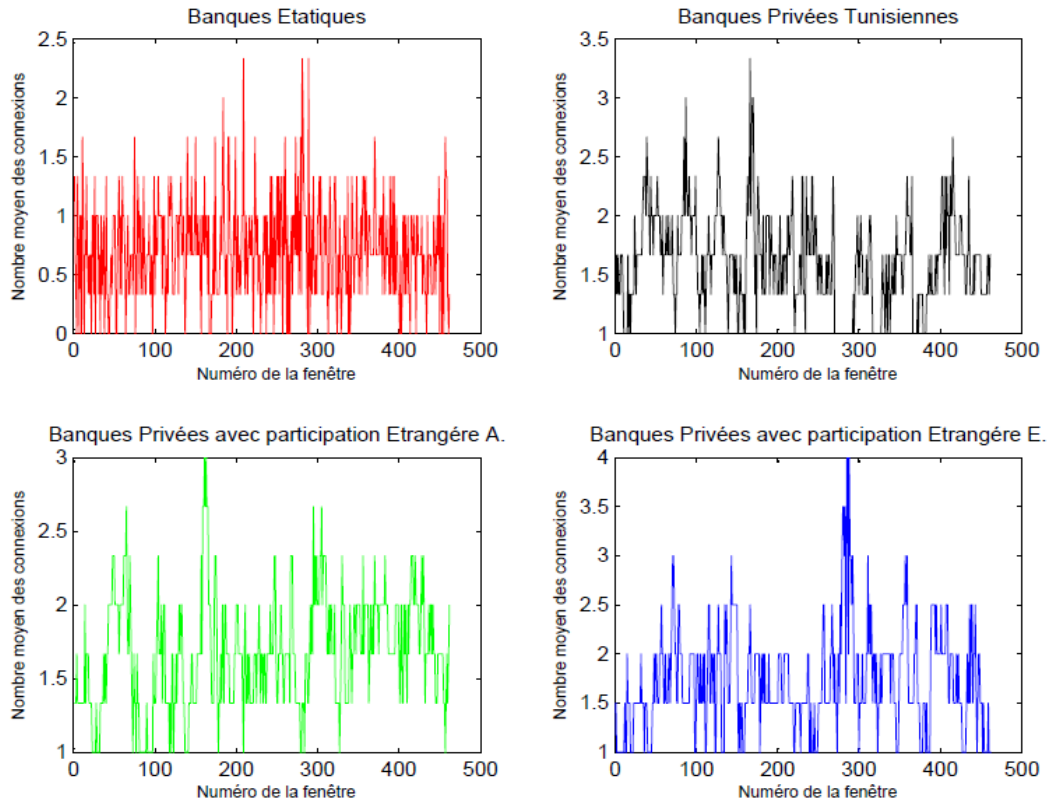 Banques Etatiques
Nombre moyen des connexions
2.5
2
1.5
1
0.5
0
0 100 200 300 400 500
Numéro de la fenêtre
Banques Privées Tunisiennes
Nombre moyen des connexions
3.5
3
2.5
2
1.5
1
0 100 200 300 400 500
Numéro de la fenêtre
Banques Privées avec participation Etrangére A.
Nombre moyen des connexions
3
2.5
2
1.5
1
0 100 200 300 400 500
Numéro de la fenêtre
Banques Privées avec participation Etrangére E.
Nombre moyen des connexions
4
3.5
3
2.5
2
1.5
1
0 100 200 300 400 500
Numéro de la fenêtre